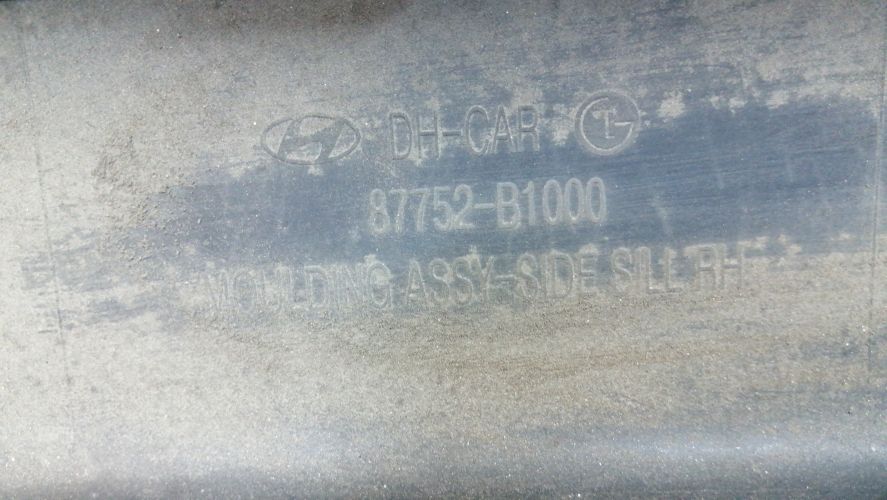 DH-CAR
87752-B1000
MOULDING ASSY-SIDE SILL RH